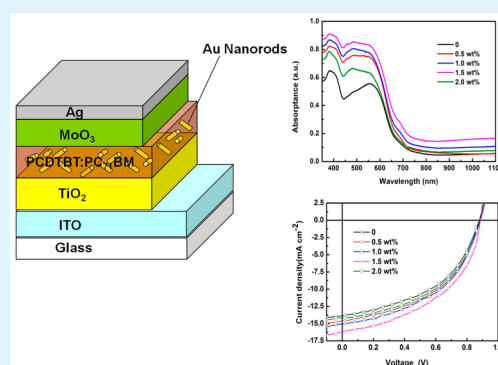 Au Nanorods
Ag
MoO3
PCDTBT:PC71BM
TiO2
ITO
Glass
Absorptance (a.u.)
1.0
0.8
0.6
0.4
0.2
0.0
0
0.5 wt%
1.0 wt%
1.5 wt%
2.0 wt%
400 500 600 700 800 900 1000 1100
Wavelength (nm)
Current density(mA cm-2)
2.5
0.0
-2.5
-5.0
-7.5
-10.0
-12.5
-15.0
-17.5
0
0.5 wt%
1.0 wt%
1.5 wt%
2.0 wt%
0.0 0.2 0.4 0.6 0.8 1.0
Voltage (V)